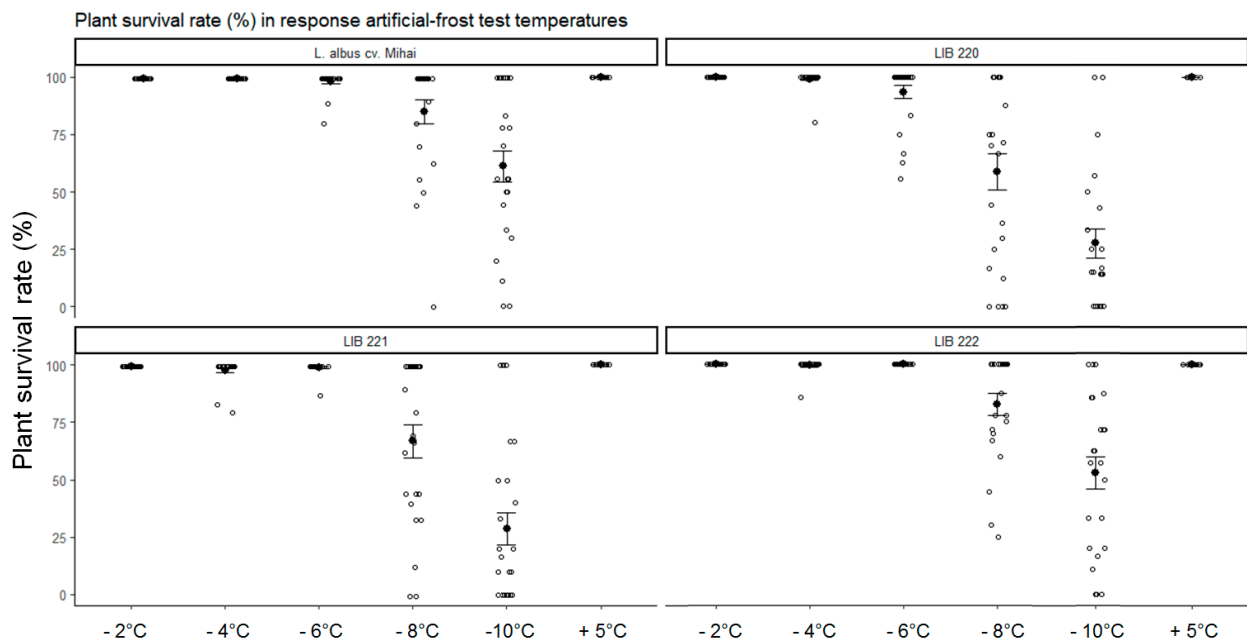 Plant survival rate (%) in response artificial-frost test temperatures
L. albus cv. Mihai
LIB 220
100
75
50
25
0
LIB 221
LIB 222
100
75
50
25
0
Plant survival rate (%)
- 2°C - 4°C - 6°C - 8°C -10°C + 5°C - 2°C - 4°C - 6°C - 8°C -10°C + 5°C